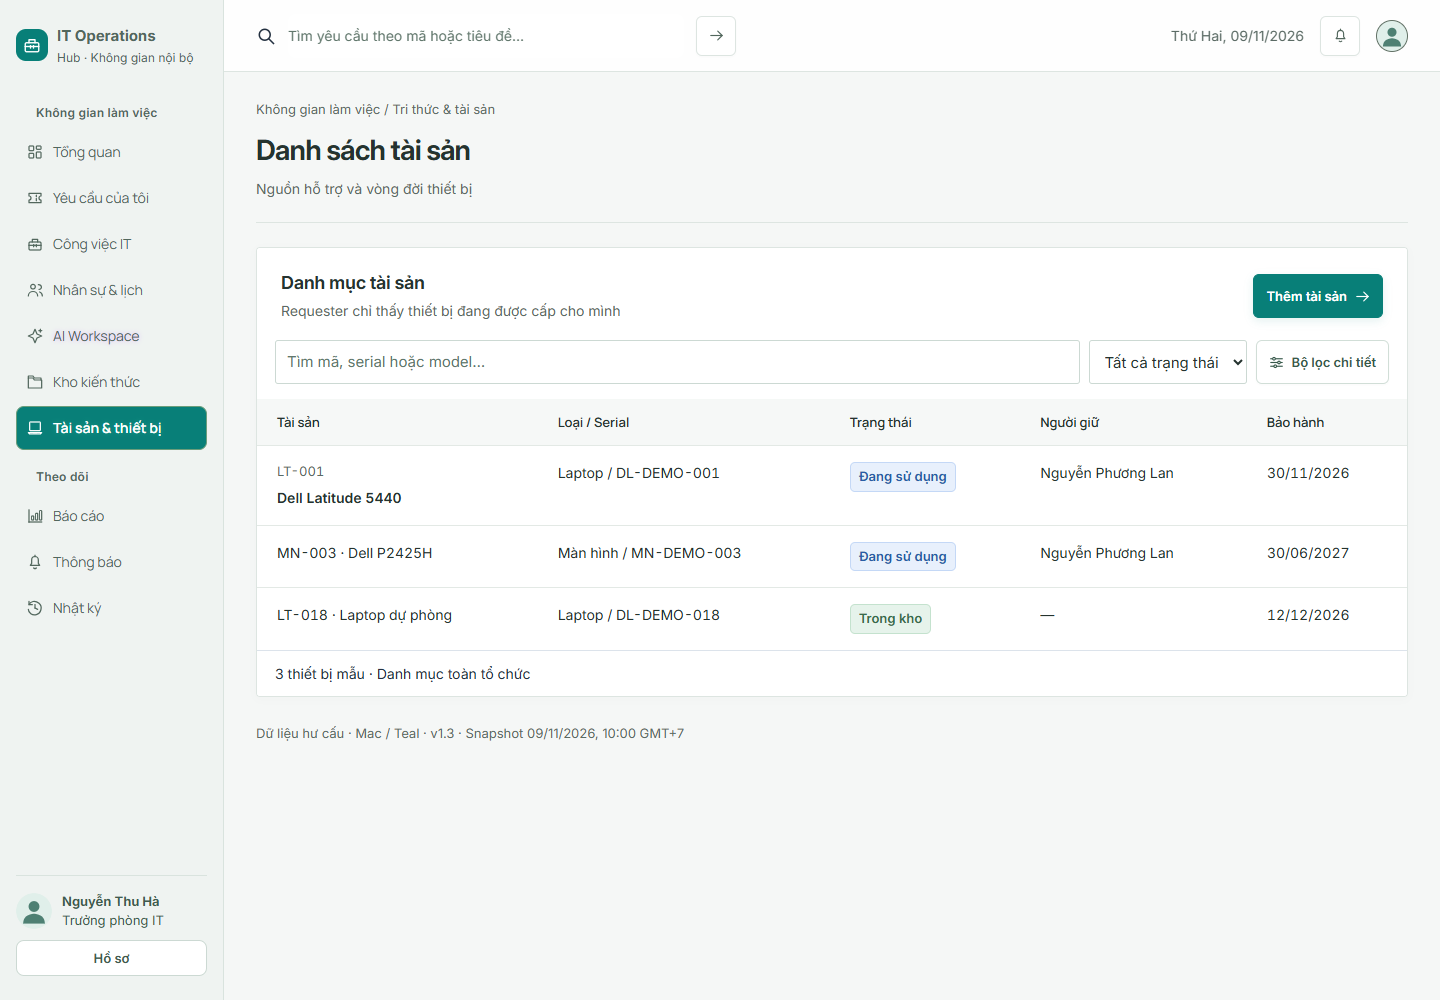 IT Operations
Hub · Không gian nội bộ
Không gian làm việc
Tổng quan
Yêu cầu của tôi
Công việc IT
Nhân sự & lịch
AI Workspace
Kho kiến thức
Tài sản & thiết bị
Theo dõi
Báo cáo
Thông báo
Nhật ký
Nguyễn Thu Hà
Trưởng phòng IT
Hồ sơ
Tìm yêu cầu theo mã hoặc tiêu đề...
Thứ Hai, 09/11/2026
Không gian làm việc / Tri thức & tài sản
Danh sách tài sản
Nguồn hỗ trợ và vòng đời thiết bị
Danh mục tài sản
Requester chỉ thấy thiết bị đang được cấp cho mình
Thêm tài sản
Tìm mã, serial hoặc model...
Tất cả trạng thái
Bộ lọc chi tiết
Tài sản Loại / Serial Trạng thái Người giữ Bảo hành
LT-001
Dell Latitude 5440 Laptop / DL-DEMO-001 Đang sử dụng Nguyễn Phương Lan 30/11/2026
MN-003 · Dell P2425H Màn hình / MN-DEMO-003 Đang sử dụng Nguyễn Phương Lan 30/06/2027
LT-018 · Laptop dự phòng Laptop / DL-DEMO-018 Trong kho — 12/12/2026
3 thiết bị mẫu · Danh mục toàn tổ chức
Dữ liệu hư cấu · Mac / Teal · v1.3 · Snapshot 09/11/2026, 10:00 GMT+7